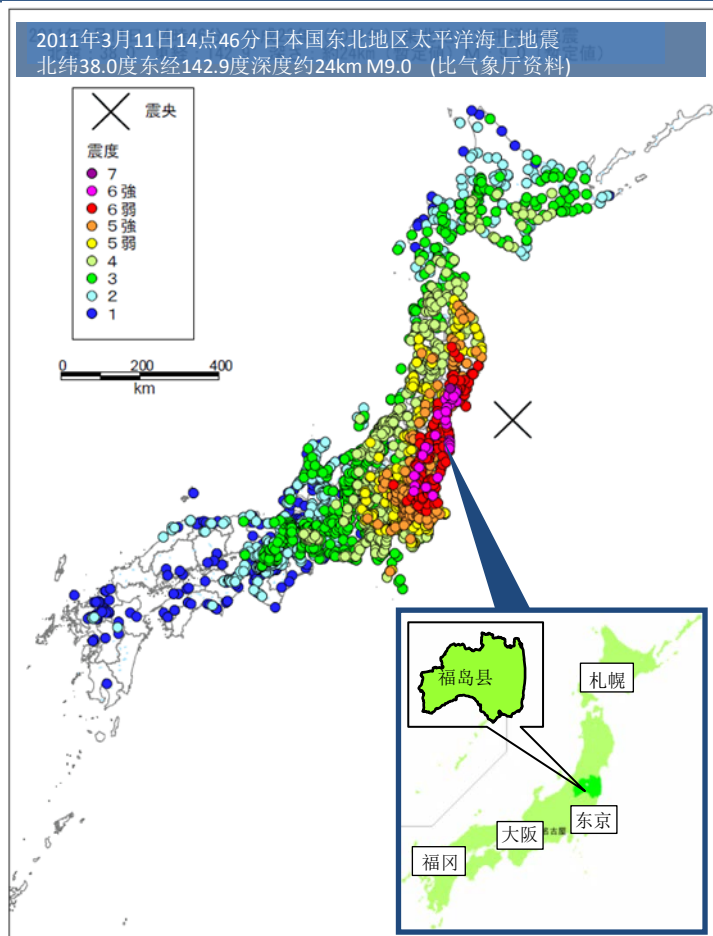 2011年3月11日14点46分日本国东北地区太平洋海上地震
北纬38.0度东经142.9度深度约24km M9.0 (比气象厅资料)
震央
震度
7
6強
6弱
5強
5弱
4
3
2
1
0 200 400
km
福岛县
札幌
东京
大阪
名古屋
福冈